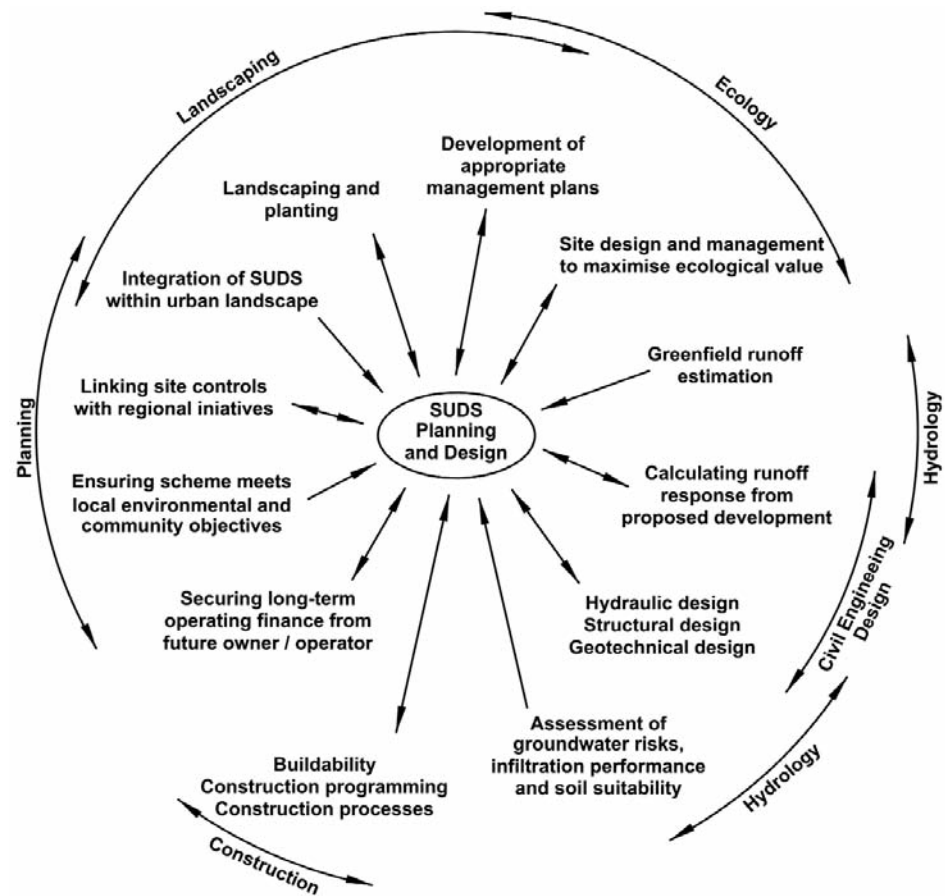 Landscaping
Ecology
Development of
appropriate
management plans
Landscaping and
planting
Site design and management
to maximise ecological value
Integration of SUDS
within urban landscape
Greenfield runoff
estimation
Linking site controls
with regional iniatives
SUDS
Planning
and Design
Planning
Hydrology
Ensuring scheme meets
local environmental and
community objectives
Calculating runoff
response from
proposed development
Securing long-term
operating finance from
future owner / operator
Hydraulic design
Structural design
Geotechnical design
Civil Engineeing
Design
Assessment of
groundwater risks,
infiltration performance
and soil suitability
Buildability
Construction programming
Construction processes
Hydrology
Construction